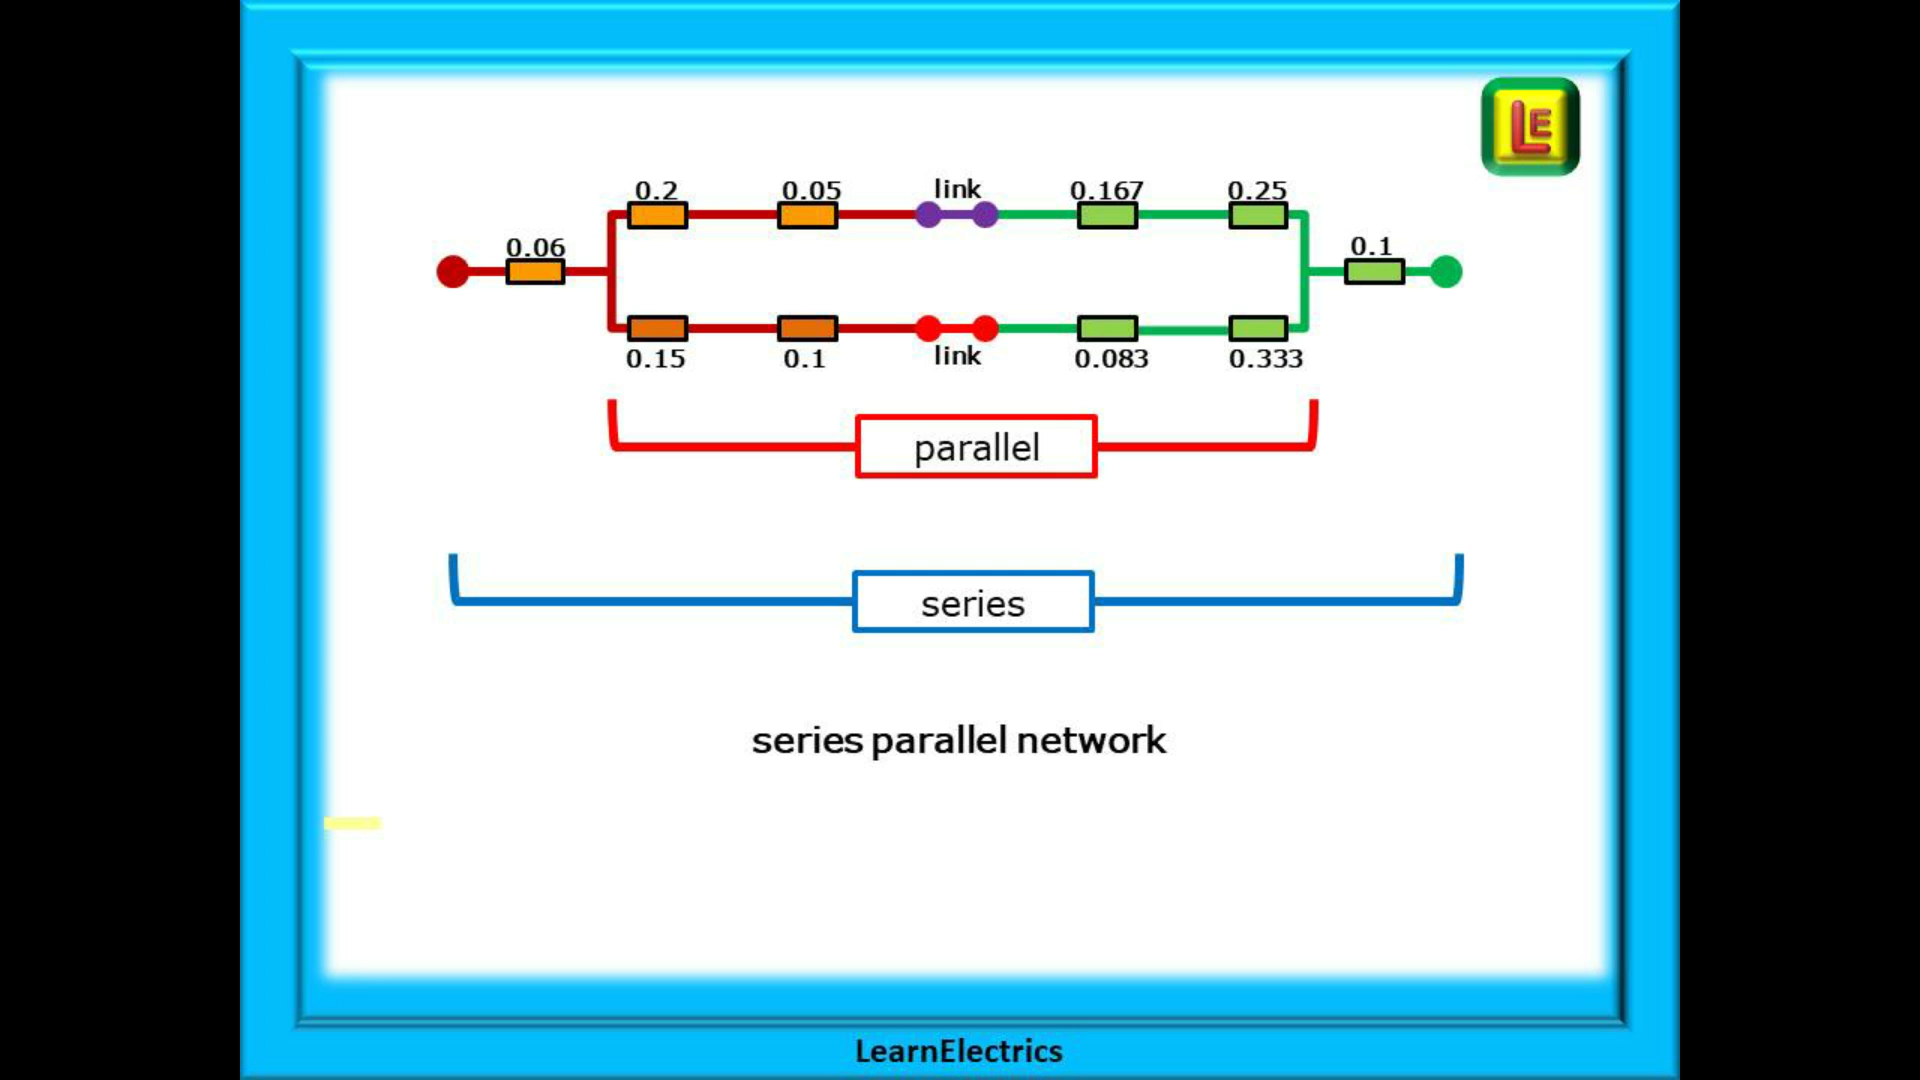 LE
0.2 0.05 link 0.167 0.25
0.06 0.1
0.15 0.1 link 0.083 0.333
parallel
series
series parallel network
LearnElectrics